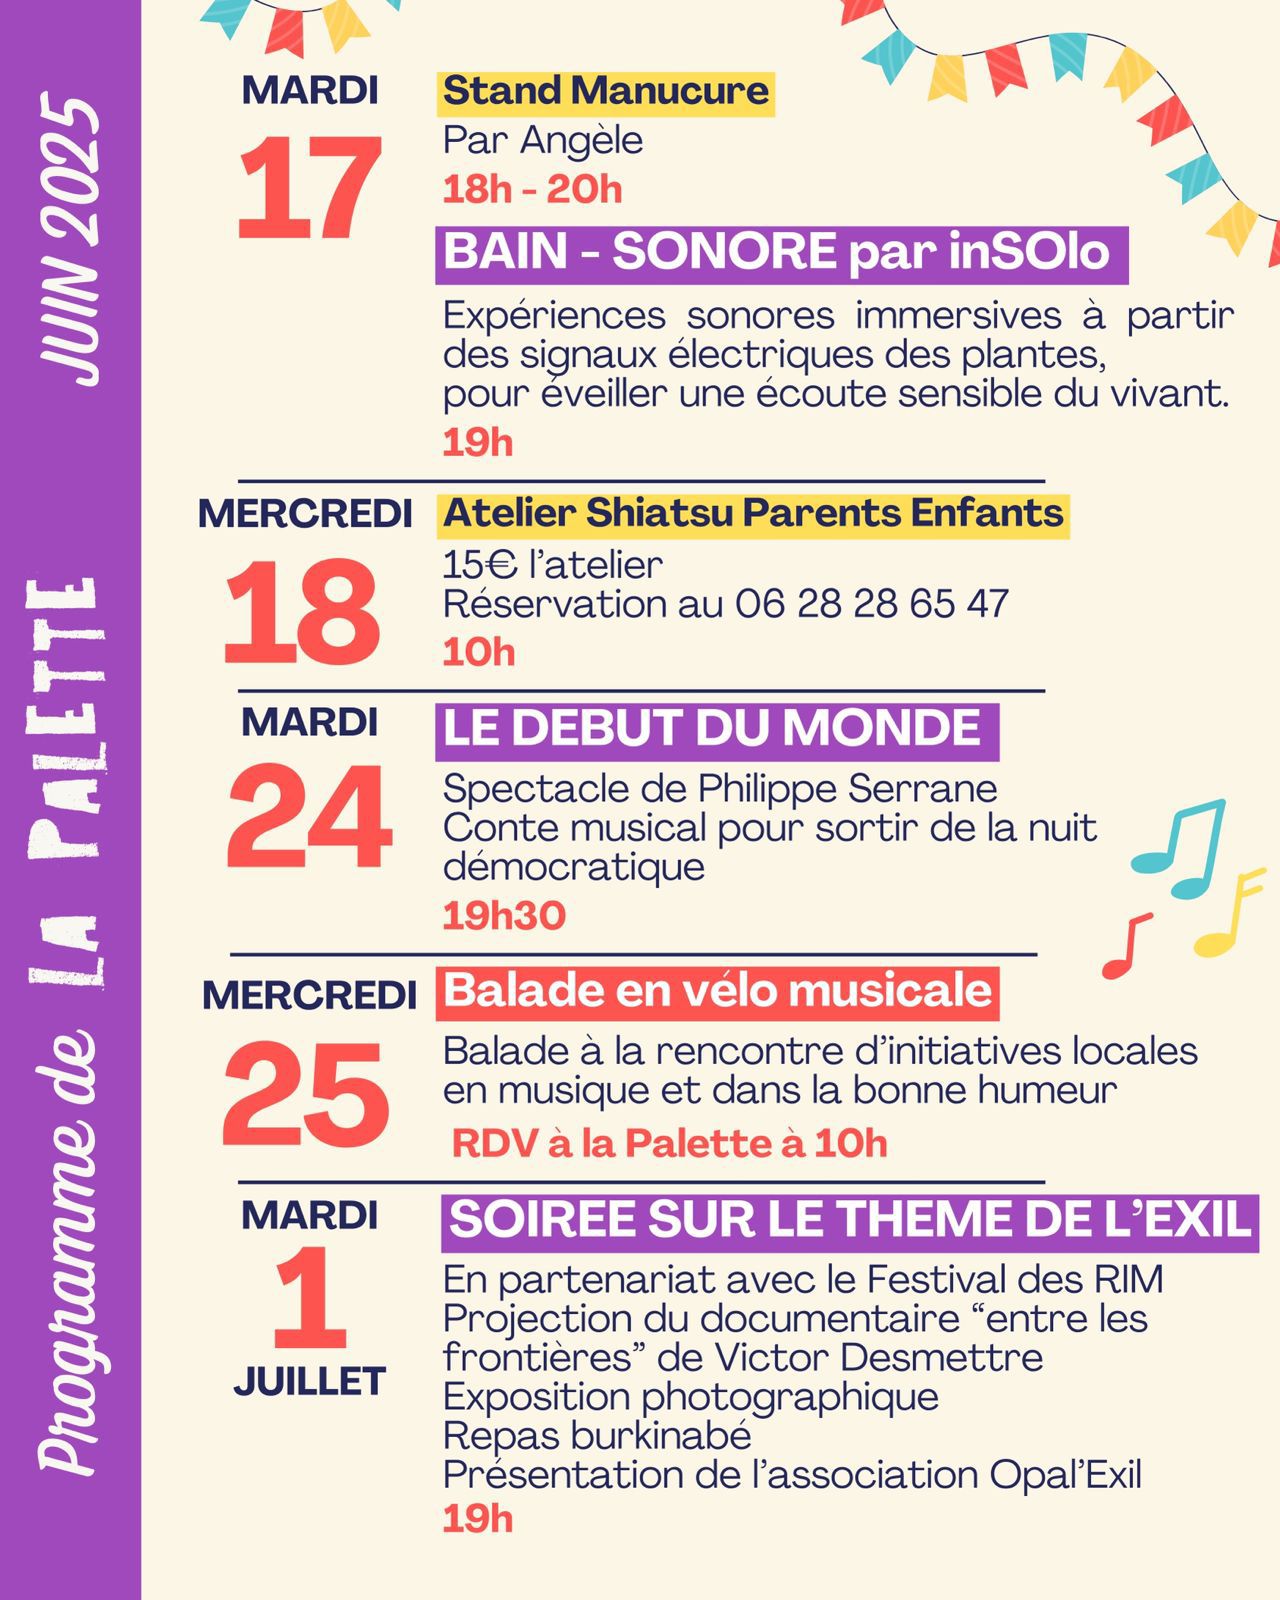 JUIN 2025
Programme de LA PALETTE
MARDI
17
Stand Manucure
Par Angèle
18h - 20h
BAIN - SONORE par inSOlo
Expériences sonores immersives à partir
des signaux électriques des plantes,
pour éveiller une écoute sensible du vivant.
19h
MERCREDI
18
Atelier Shiatsu Parents Enfants
15€ l’atelier
Réservation au 06 28 28 65 47
10h
MARDI
24
LE DEBUT DU MONDE
Spectacle de Philippe Serrane
Conte musical pour sortir de la nuit
démocratique
19h30
MERCREDI
25
Balade en vélo musicale
Balade à la rencontre d’initiatives locales
en musique et dans la bonne humeur
RDV à la Palette à 10h
MARDI
1
JUILLET
SOIREE SUR LE THEME DE L’EXIL
En partenariat avec le Festival des RIM
Projection du documentaire “entre les
frontières” de Victor Desmettre
Exposition photographique
Repas burkinabé
Présentation de l’association Opal’Exil
19h